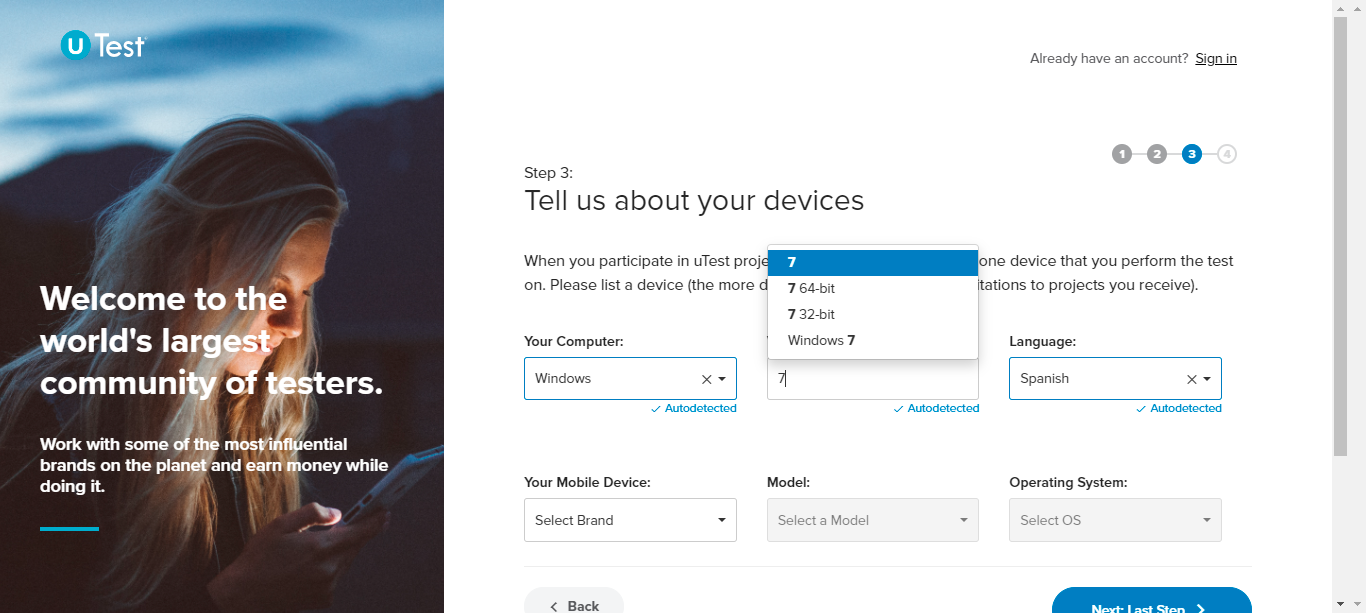 U Test
Already have an account? Sign in
1 2 3 4
Step 3:
Tell us about your devices
When you participate in uTest proje one device that you perform the test
on. Please list a device (the more d itations to projects you receive).
7
7 64-bit
7 32-bit
Windows 7
Your Computer:
Language:
Windows
7
Spanish
Autodetected
Autodetected
Autodetected
Your Mobile Device:
Model:
Operating System:
Select Brand
Select a Model
Select OS
Back
Next: Last Step
Welcome to the
world's largest
community of testers.
Work with some of the most influential
brands on the planet and earn money while
doing it.